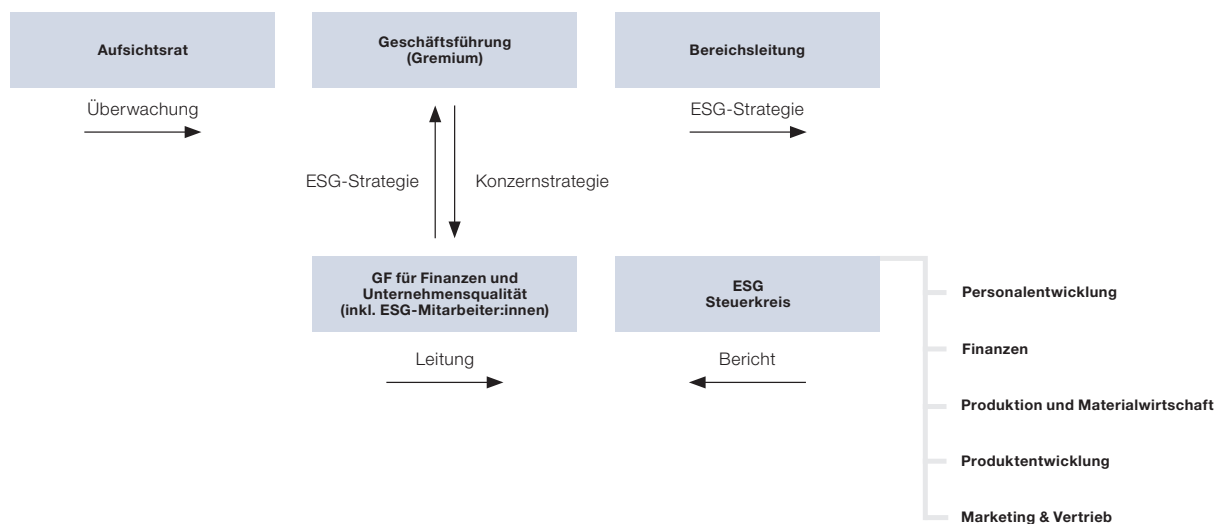 Aufsichtsrat
Geschäftsführung
(Gremium)
Bereichsleitung
Überwachung
ESG-Strategie
ESG-Strategie
Konzernstrategie
GF für Finanzen und
Unternehmensqualität
(inkl. ESG-Mitarbeiter:innen)
ESG
Steuerkreis
Leitung
Bericht
Personalentwicklung
Finanzen
Produktion und Materialwirtschaft
Produktentwicklung
Marketing & Vertrieb